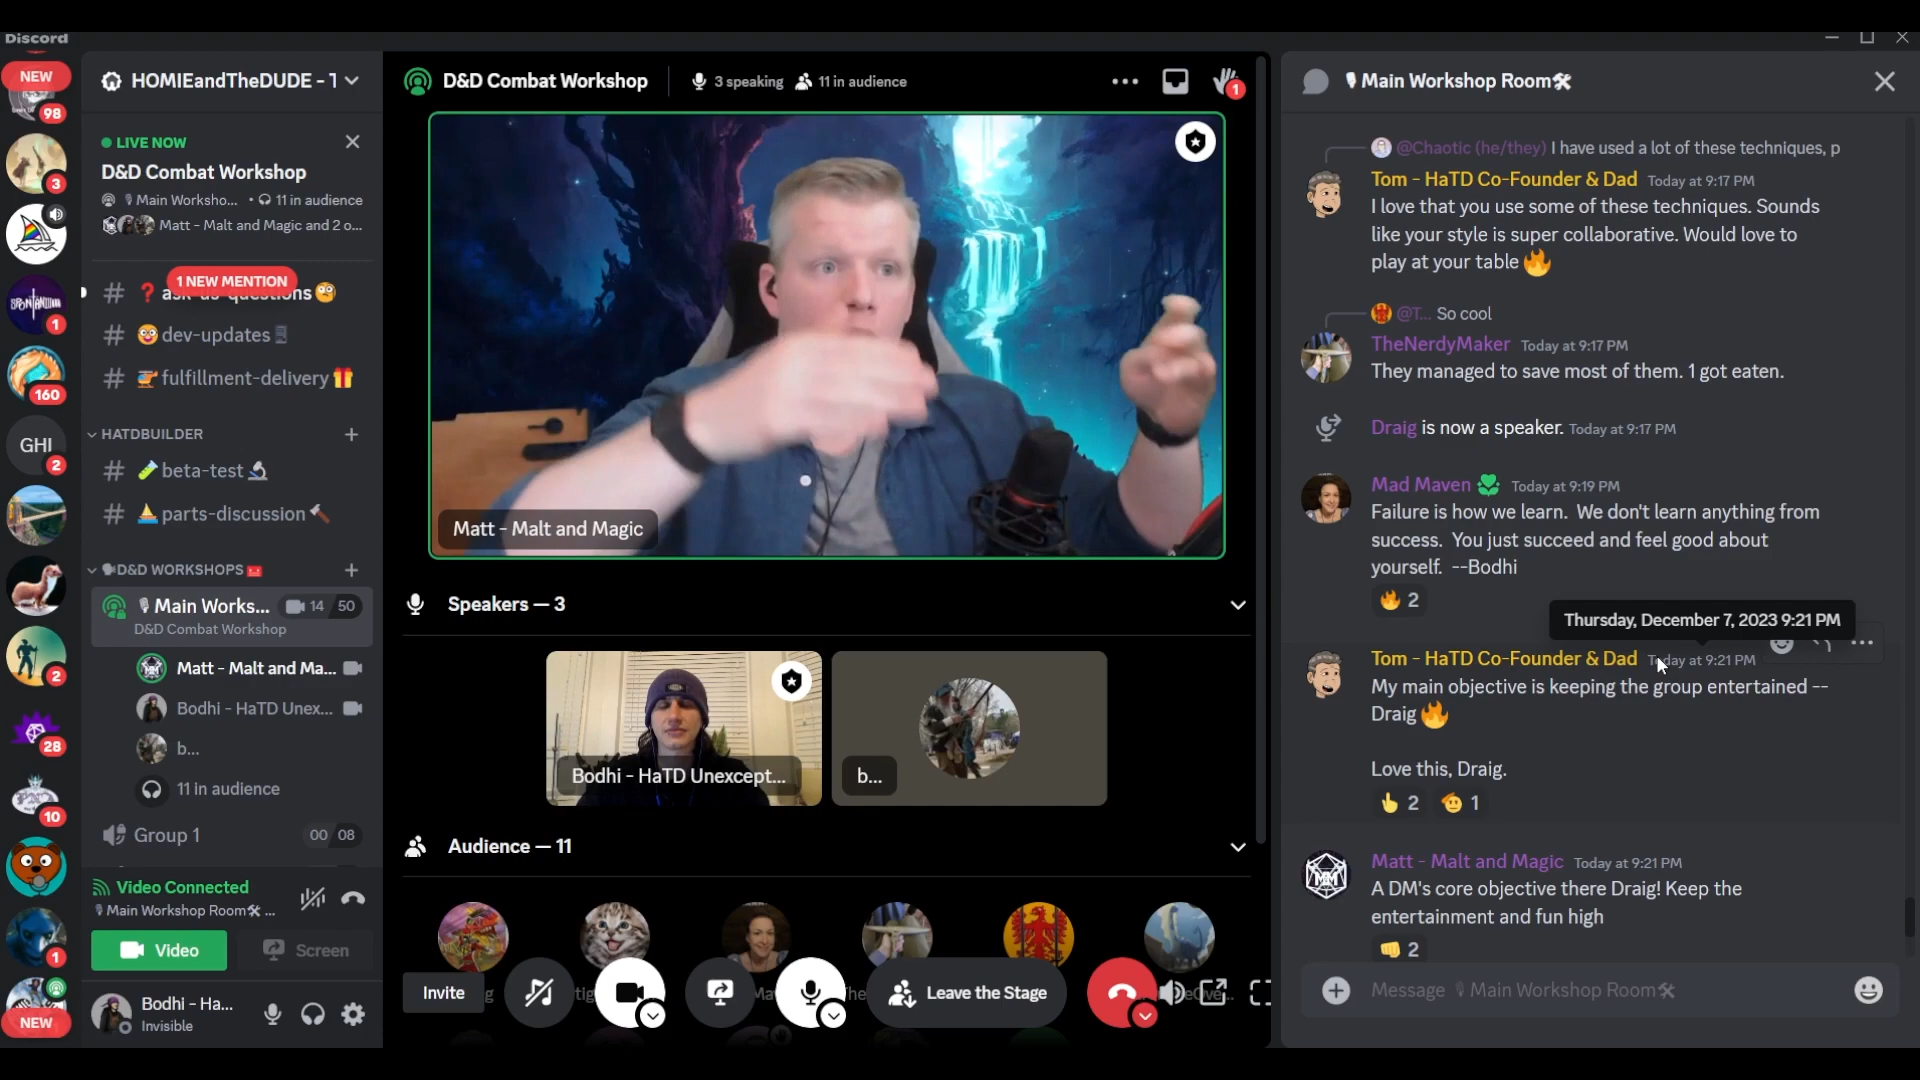 Discord
NEW
98
3
1
160
GHI
2
2
28
10
1
NEW
HOMIEandTheDUDE - T
LIVE NOW
D&D Combat Workshop
Main Worksho... • 11 in audience
Matt - Malt and Magic and 2 o...
1 NEW MENTION
# ❓ ask-us-questions🧐
# dev-updates
# fulfillment-delivery🎁
HATDBUILDER
# beta-test🔬
# parts-discussion🔨
D&D WORKSHOPS
Main Works... 14 50
D&D Combat Workshop
Matt - Malt and Ma...
Bodhi - HaTD Unex...
b...
11 in audience
Group 1 00 08
Video Connected
Main Workshop Room🛠 ...
Video
Screen
Bodhi - Ha...
Invisible
D&D Combat Workshop
3 speaking 11 in audience
1
Matt - Malt and Magic
Speakers — 3
Bodhi - HaTD Unexcept...
b...
Audience — 11
Invite
Leave the Stage
Main Workshop Room🛠
@Chaotic (he/they) I have used a lot of these techniques, p
Tom - HaTD Co-Founder & Dad Today at 9:17 PM
I love that you use some of these techniques. Sounds
like your style is super collaborative. Would love to
play at your table🔥
@T... So cool
TheNerdyMaker Today at 9:17 PM
They managed to save most of them. 1 got eaten.
Draig is now a speaker. Today at 9:17 PM
Mad Maven Today at 9:19 PM
Failure is how we learn. We don't learn anything from
success. You just succeed and feel good about
yourself. --Bodhi
🔥 2
Thursday, December 7, 2023 9:21 PM
Tom - HaTD Co-Founder & Dad Today at 9:21 PM
My main objective is keeping the group entertained --
Draig🔥
Love this, Draig.
👆 2 🫡 1
Matt - Malt and Magic Today at 9:21 PM
MM
A DM's core objective there Draig! Keep the
entertainment and fun high
👊 2
Message Main Workshop Room🛠